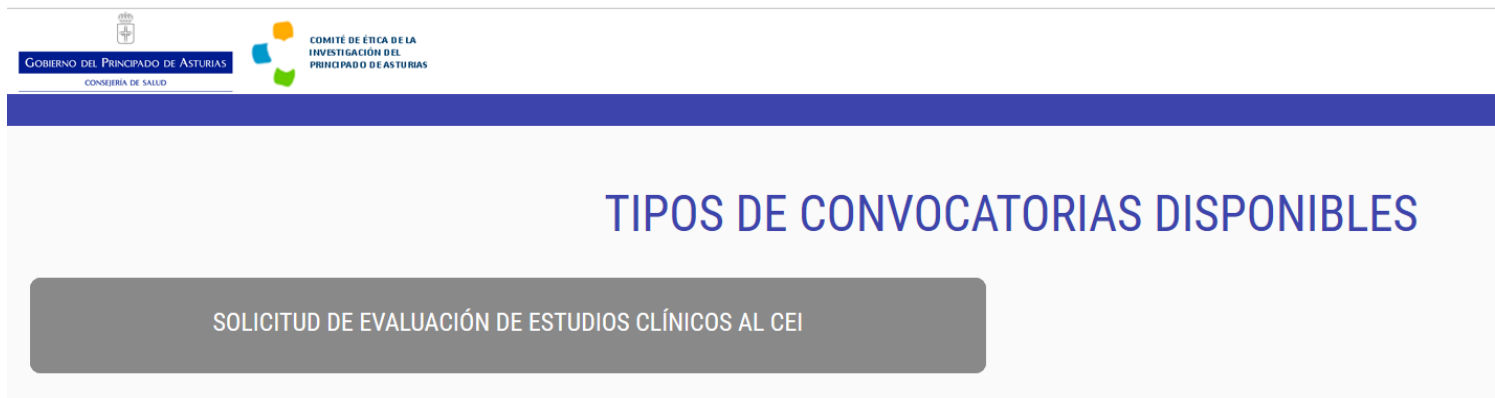 GOBIERNO DEL PRINCIPADO DE ASTURIAS
CONSEJERÍA DE SALUD
COMITÉ DE ÉTICA DE LA
INVESTIGACIÓN DEL
PRINCIPADO DE ASTURIAS
TIPOS DE CONVOCATORIAS DISPONIBLES
SOLICITUD DE EVALUACIÓN DE ESTUDIOS CLÍNICOS AL CEI